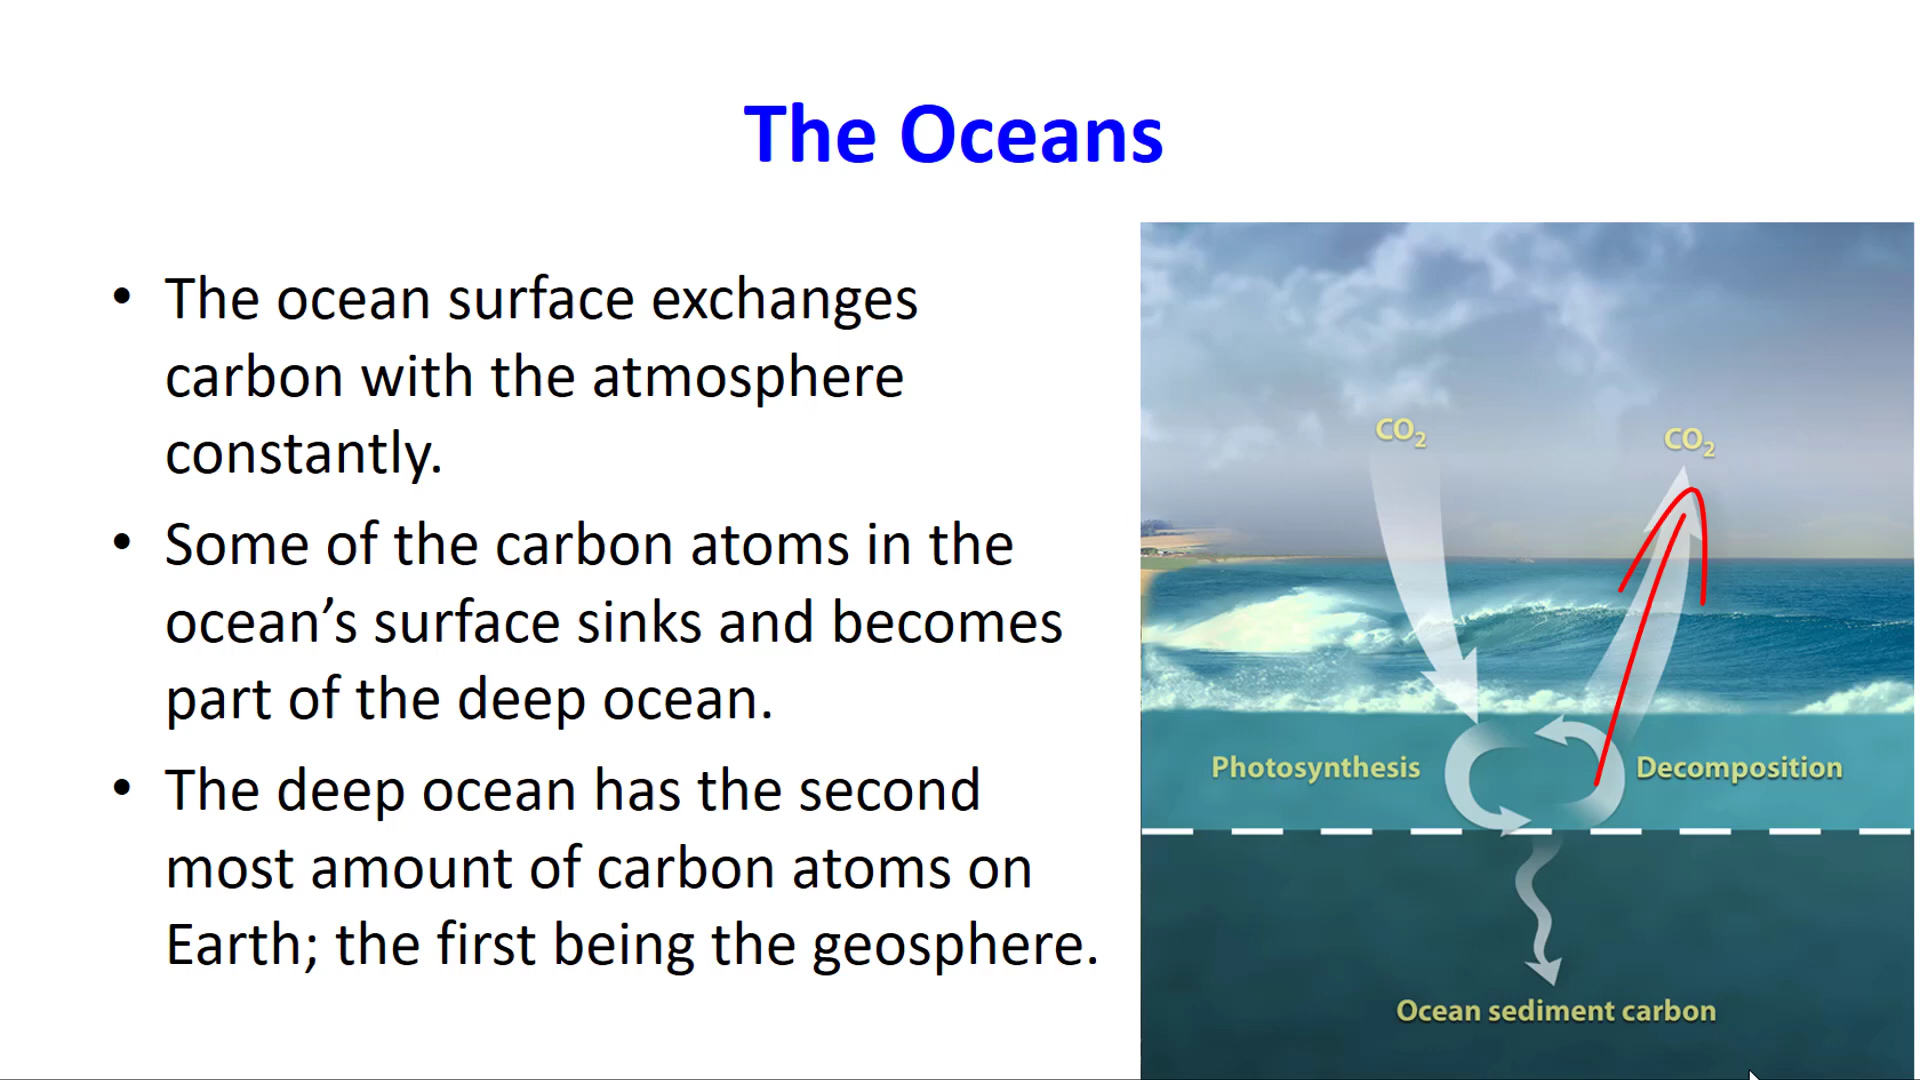 The Oceans
• The ocean surface exchanges
carbon with the atmosphere
constantly.
• Some of the carbon atoms in the
ocean’s surface sinks and becomes
part of the deep ocean.
• The deep ocean has the second
most amount of carbon atoms on
Earth; the first being the geosphere.
CO₂
CO₂
Photosynthesis
Decomposition
Ocean sediment carbon